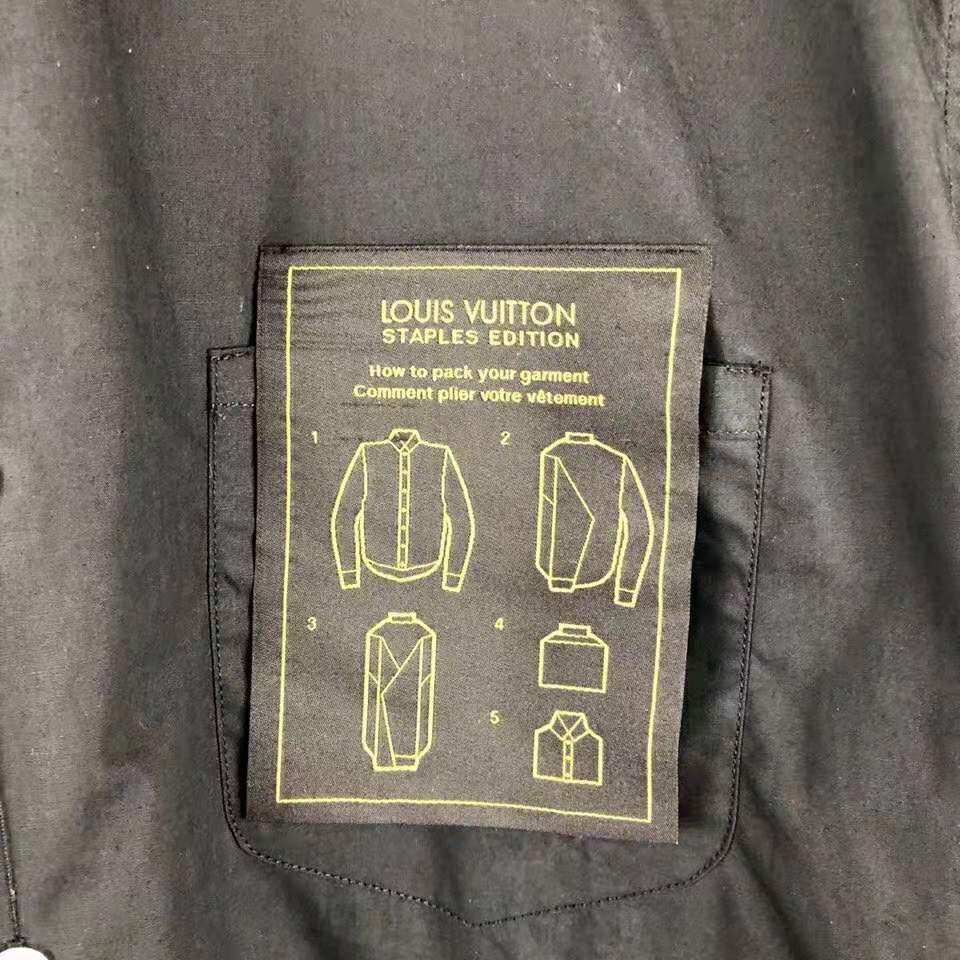 LOUIS VUITTON
STAPLES EDITION
How to pack your garment
Comment plier votre vêtement
1
2
3
4
5